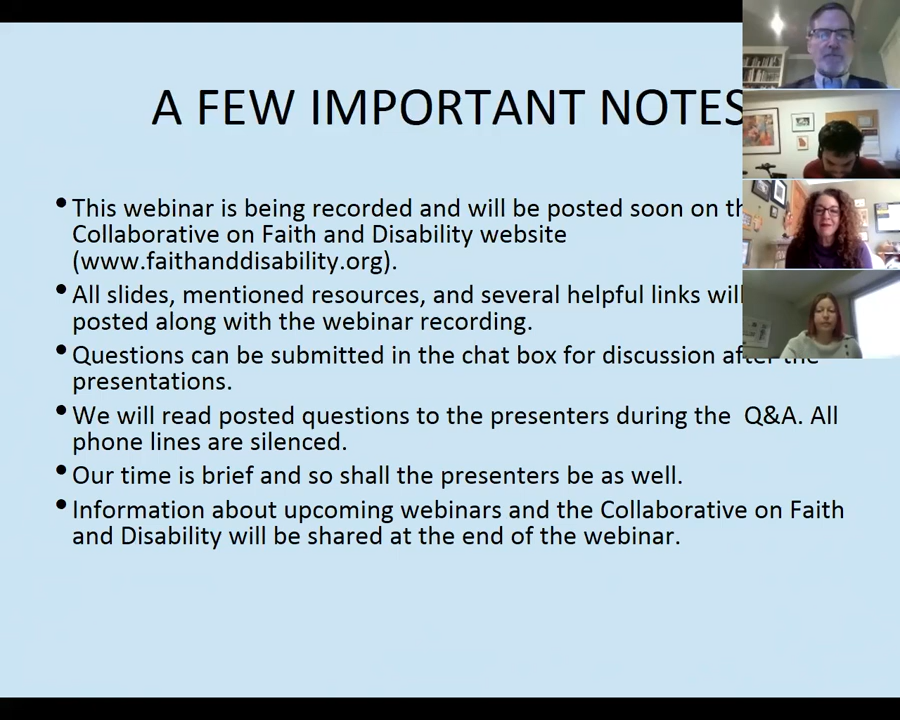 A FEW IMPORTANT NOTES
• This webinar is being recorded and will be posted soon on
Collaborative on Faith and Disability website
(www.faithanddisability.org).
• All slides, mentioned resources, and several helpful links will
posted along with the webinar recording.
• Questions can be submitted in the chat box for discussion after the
presentations.
• We will read posted questions to the presenters during the Q&A. All
phone lines are silenced.
• Our time is brief and so shall the presenters be as well.
• Information about upcoming webinars and the Collaborative on Faith
and Disability will be shared at the end of the webinar.